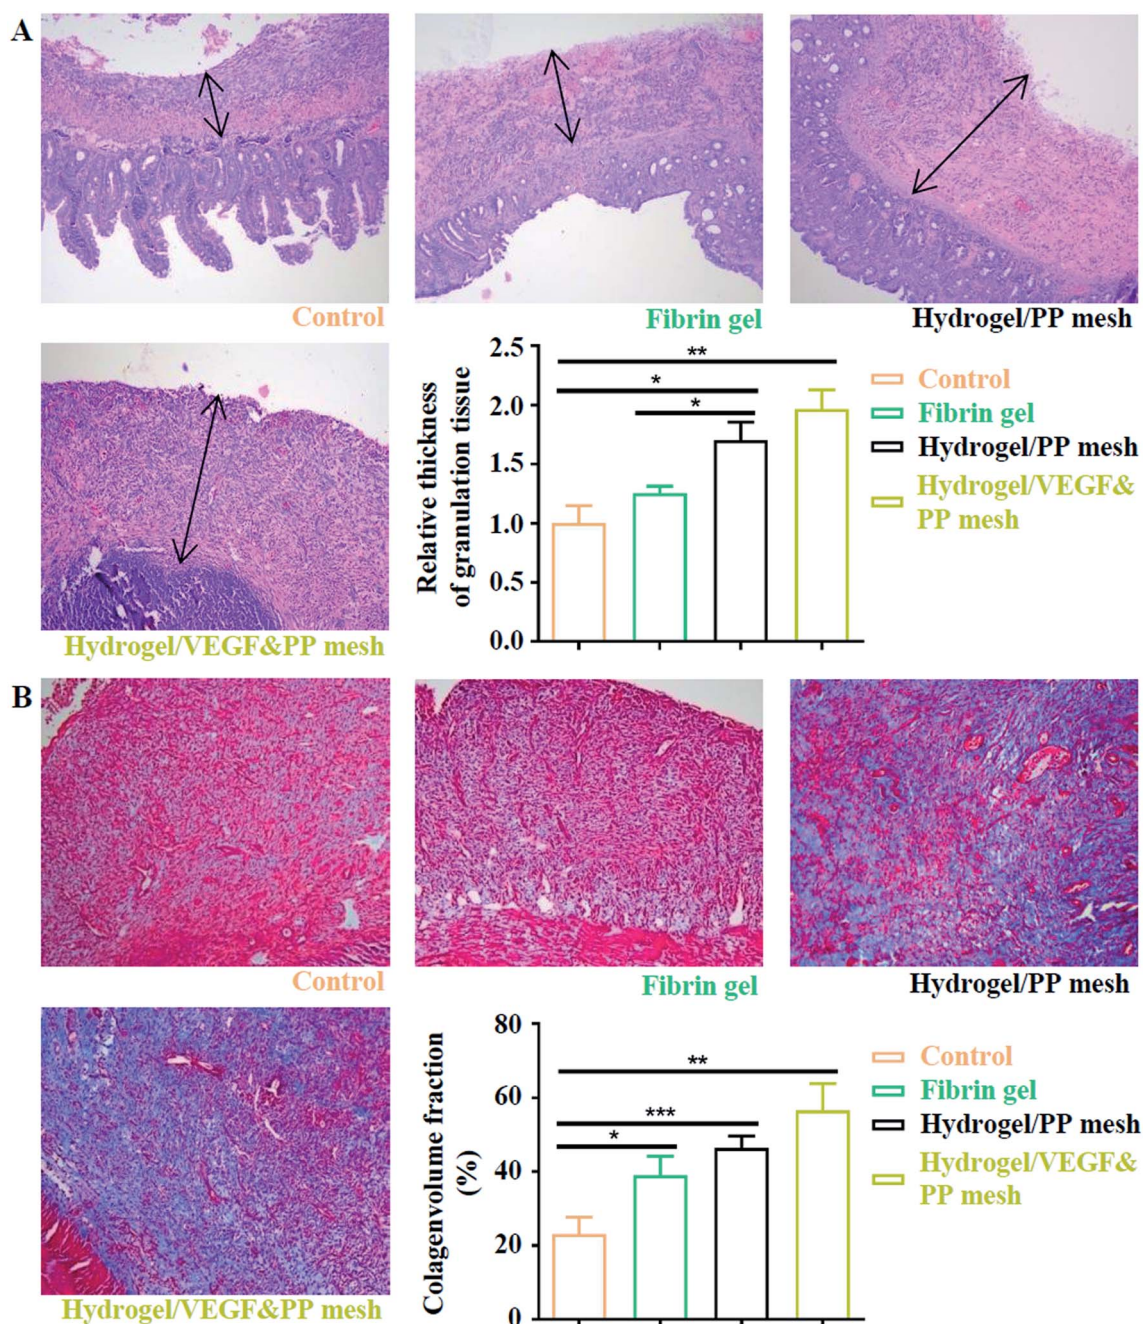 A
Control
Fibrin gel
Hydrogel/PP mesh
Hydrogel/VEGF&PP mesh
Relative thickness
of granulation tissue
2.5
2.0
1.5
1.0
0.5
0.0
**
*
*
Control
Fibrin gel
Hydrogel/PP mesh
Hydrogel/VEGF&
PP mesh
B
Control
Fibrin gel
Hydrogel/PP mesh
Hydrogel/VEGF&PP mesh
Colagenvolume fraction
(%)
80
60
40
20
0
**
***
*
Control
Fibrin gel
Hydrogel/PP mesh
Hydrogel/VEGF&
PP mesh